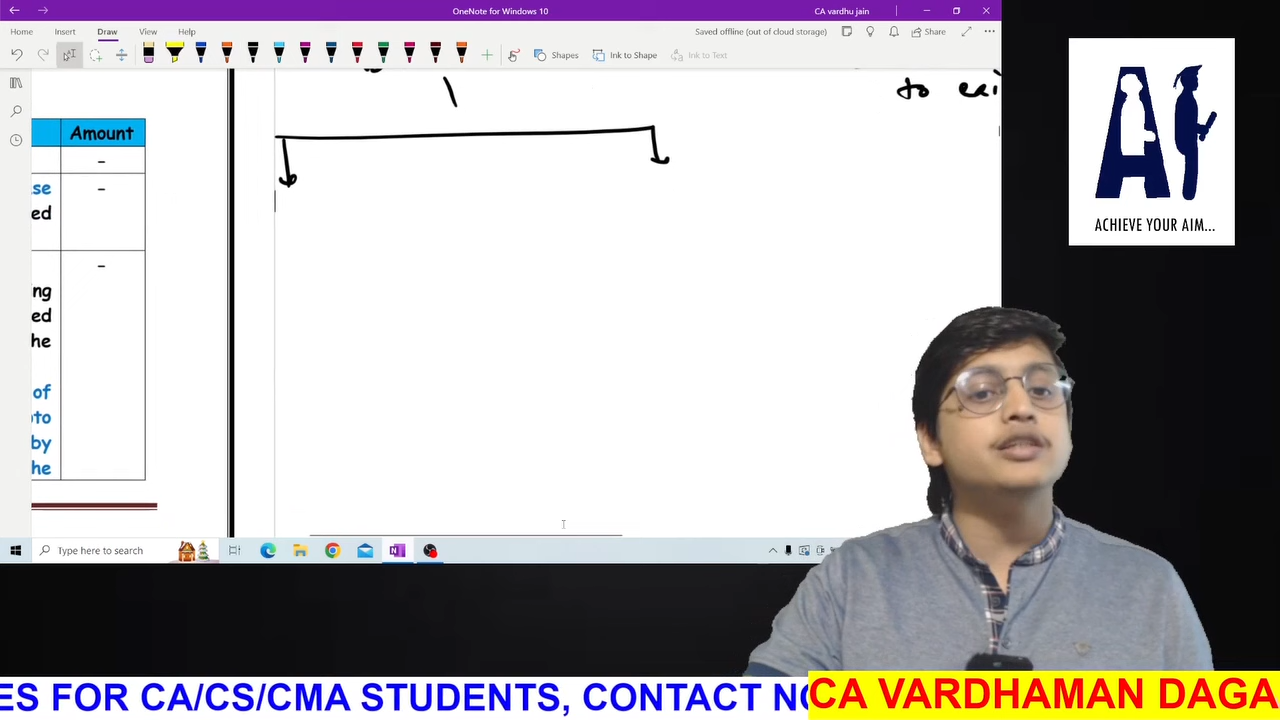 OneNote for Windows 10
CA vardhu jain
Home
Insert
Draw
View
Help
Saved offline (out of cloud storage)
Share
Shapes
Ink to Shape
Ink to Text
to exi
Amount
-
se
-
ed
-
ng
ed
he
of
pto
by
he
Type here to search
ACHIEVE YOUR AIM...
ES FOR CA/CS/CMA STUDENTS, CONTACT NO
CA VARDHAMAN DAGA